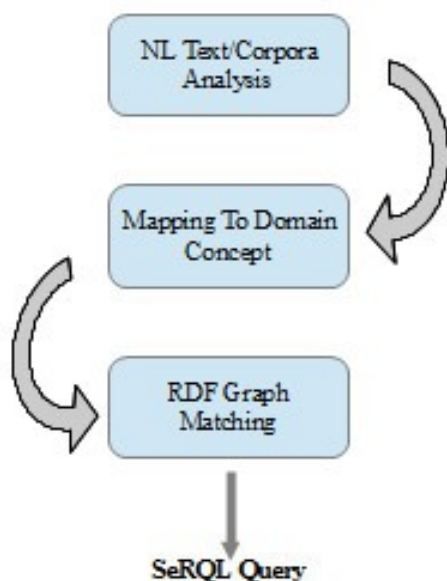 NL Text/Corpora
Analysis
Mapping To Domain
Concept
RDF Graph
Matching
SeRQL Query